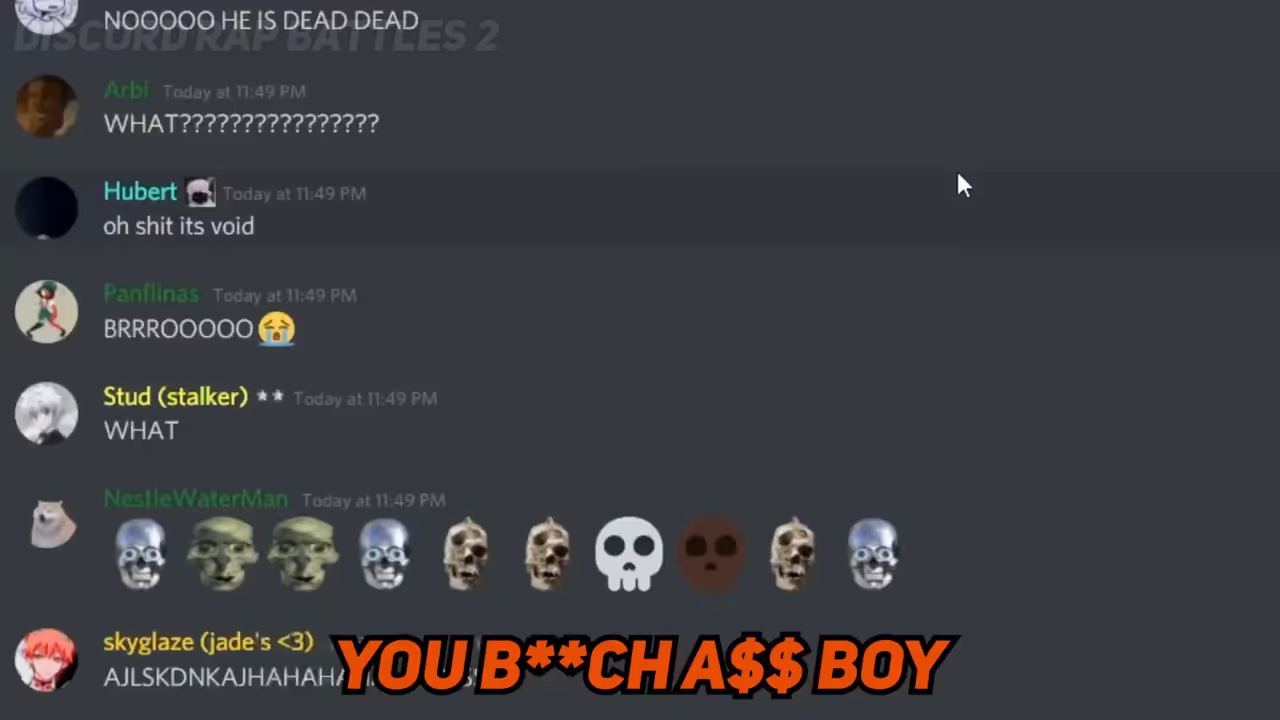 NOOOOO HE IS DEAD DEAD
DISCORD RAP BATTLES 2
Arbi Today at 11:49 PM
WHAT????????????????
Hubert Today at 11:49 PM
oh shit its void
Panflinas Today at 11:49 PM
BRRROOOOO😭
Stud (stalker) ** Today at 11:49 PM
WHAT
NestleWaterMan Today at 11:49 PM
skyglaze (jade's <3)
AJLSKDNKAJHAHAHA
YOU B**CH A$$ BOY